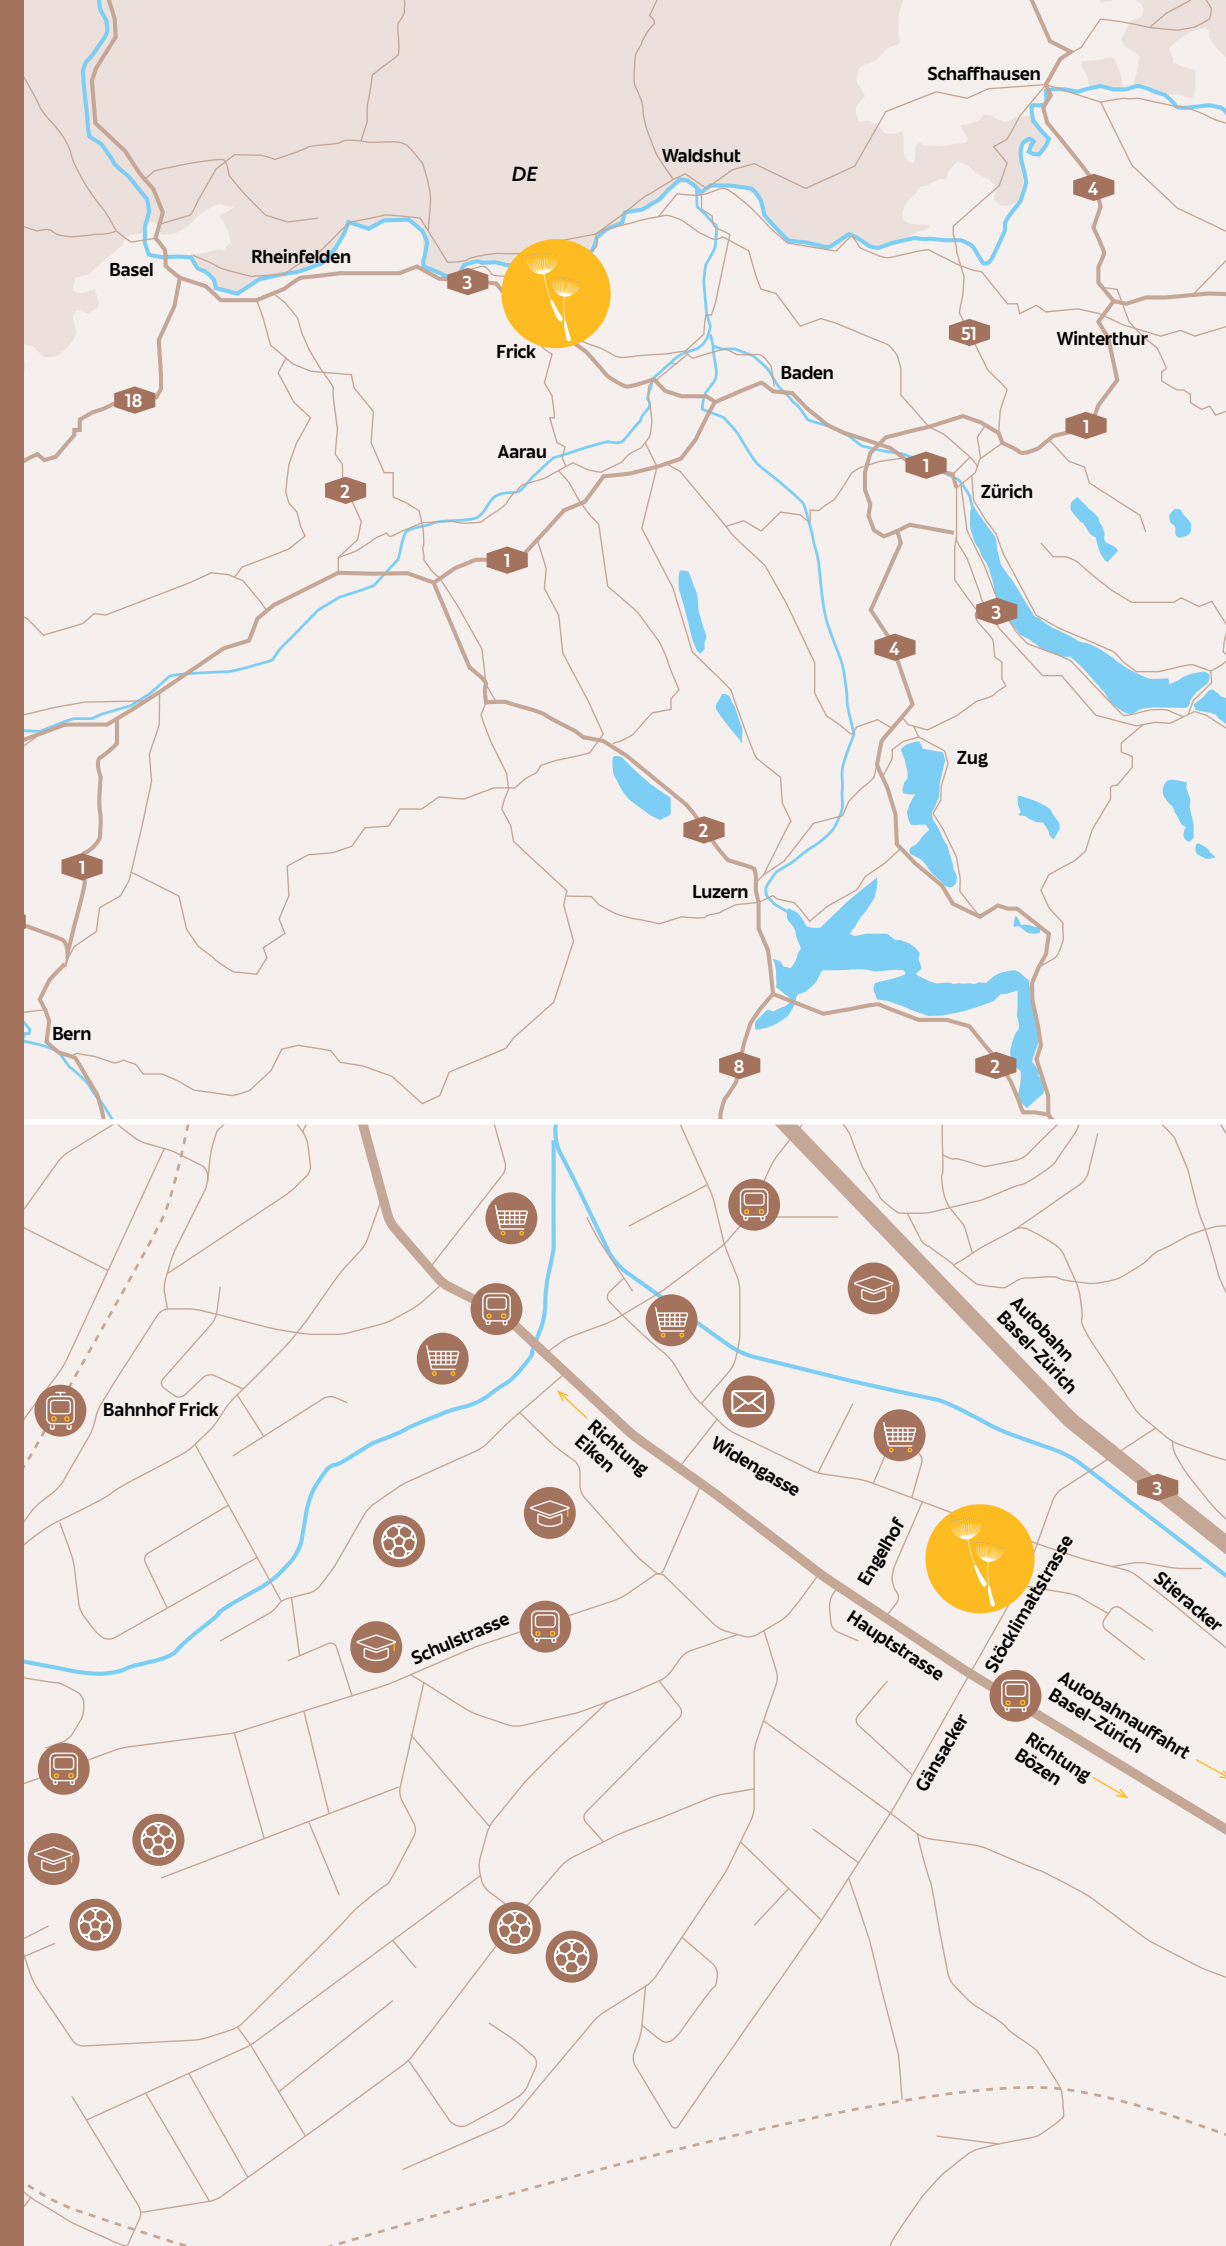 Schaffhausen
Waldshut
DE
4
Rheinfelden
Basel
3
51
Winterthur
Frick
Baden
18
1
Aarau
1
2
Zürich
1
3
4
Zug
2
1
Luzern
Bern
8
2
Autobahn
Basel–Zürich
Bahnhof Frick
Richtung
Eiken
Widengasse
3
Engelhof
Stöcklimattstrasse
Stieracker
Schulstrasse
Hauptstrasse
Autobahnauffahrt
Basel–Zürich
Gänsacker
Richtung
Bözen